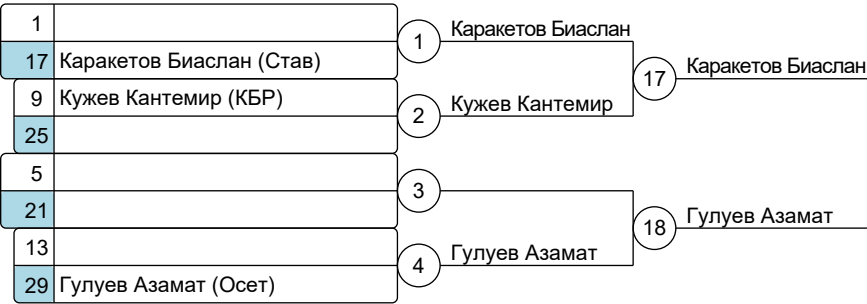 1
Каракетов Биаслан
1
17 Каракетов Биаслан (Став)
17
Каракетов Биаслан
9 Кужев Кантемир (КБР)
2
Кужев Кантемир
25
5
3
21
18
Гулуев Азамат
13
4
Гулуев Азамат
29 Гулуев Азамат (Осет)